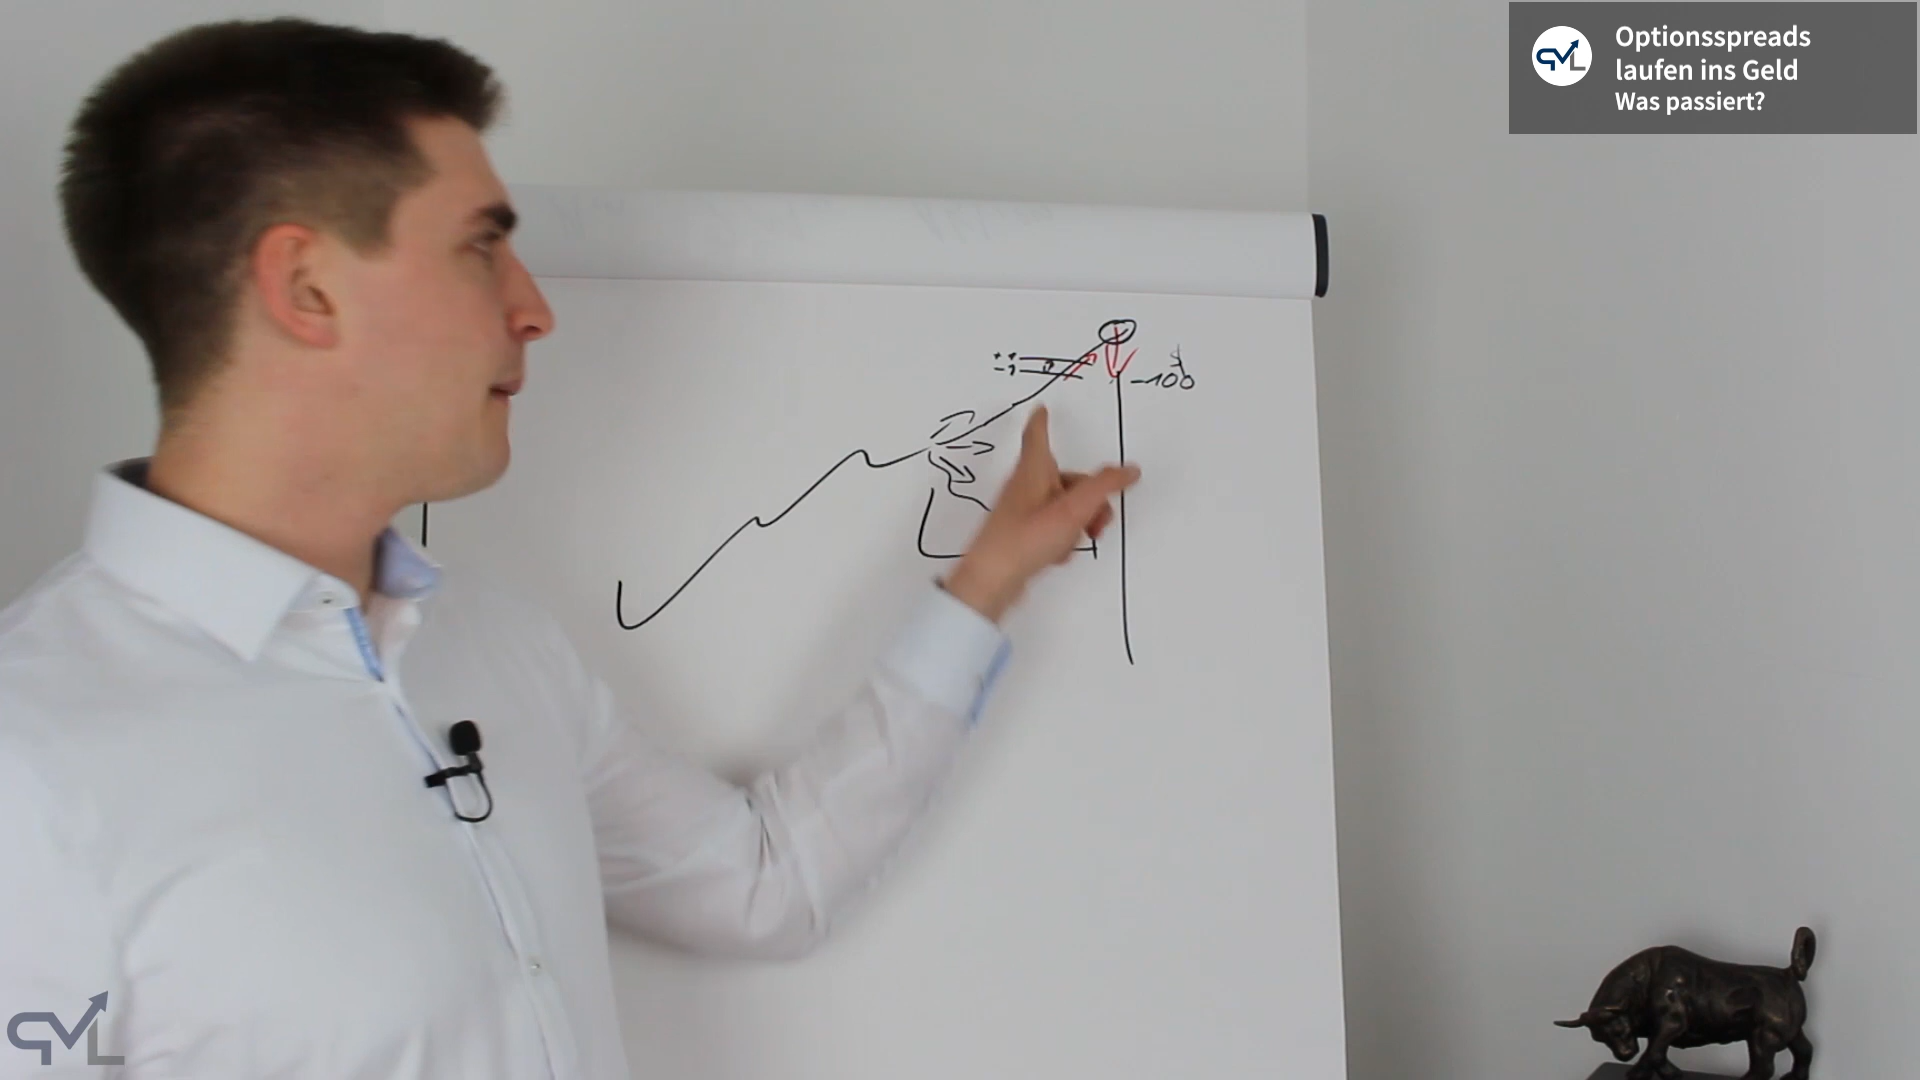 Optionsspreads
laufen ins Geld
Was passiert?
-100